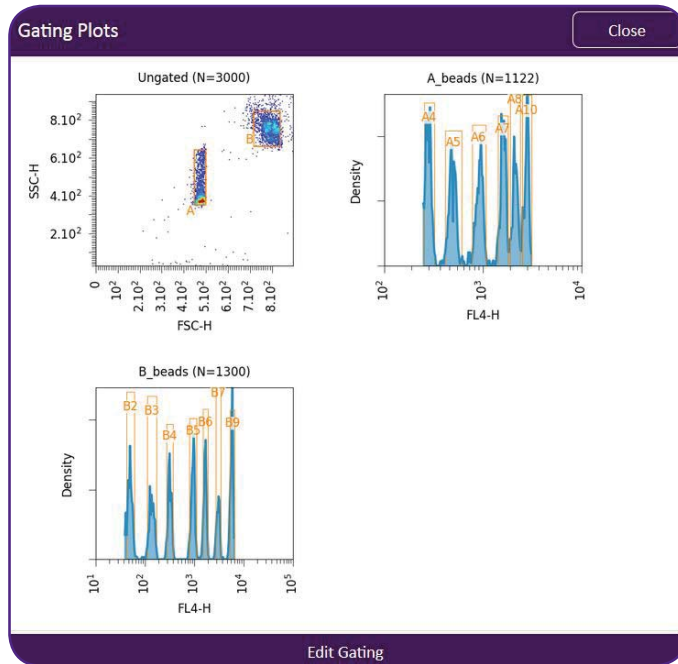 Gating Plots
Close
Ungated (N=3000)
8.10²
6.10²
4.10²
2.10²
SSC-H
B
A
0
10²
2.10²
3.10²
4.10²
5.10²
6.10²
7.10²
8.10²
FSC-H
A_beads (N=1122)
Density
A4
A5
A6
A7
A8
A10
10²
10³
10⁴
FL4-H
B_beads (N=1300)
Density
B2
B3
B4
B5
B6
B7
B9
10¹
10²
10³
10⁴
10⁵
FL4-H
Edit Gating